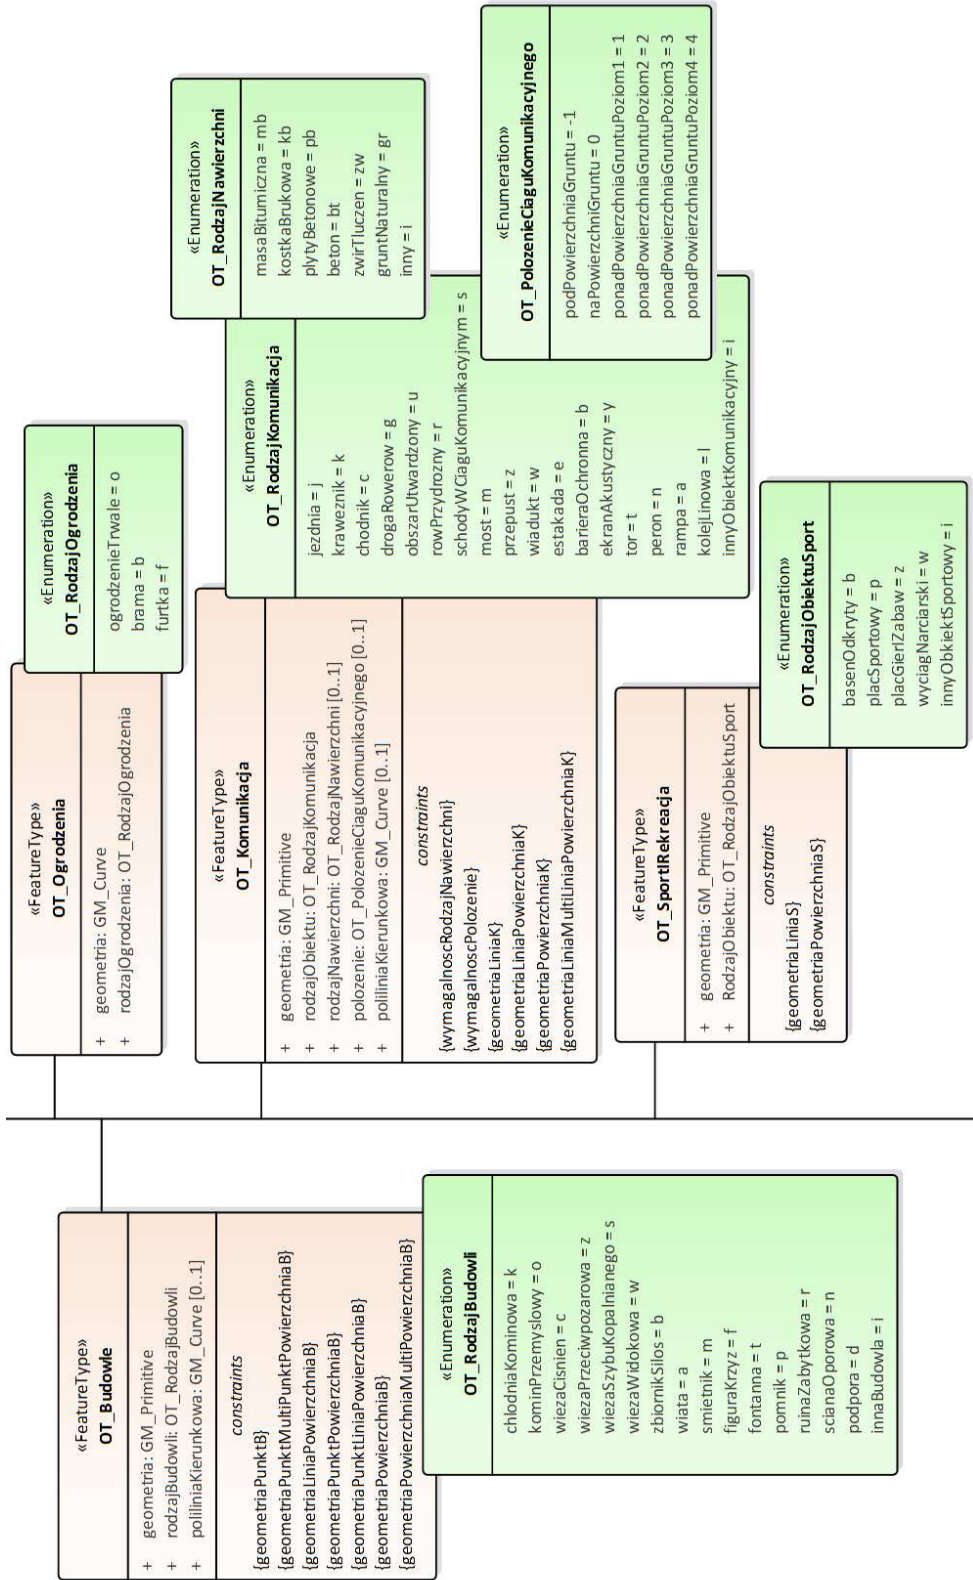 «FeatureType»
OT_Budowle
+ geometria: GM_Primitive
+ rodzajBudowli: OT_RodzajBudowli
+ poliliniaKierunkowa: GM_Curve [0..1]
constraints
{geometriaPunktB}
{geometriaPunktMultiPunktPowierzchniaB}
{geometriaLiniaPowierzchniaB}
{geometriaPunktPowierzchniaB}
{geometriaPunktLiniaPowierzchniaB}
{geometriaPowierzchniaB}
{geometriaPowierzchniaMultiPowierzchniaB}
«Enumeration»
OT_RodzajBudowli
chlodniaKominowa = k
kominPrzemyslowy = o
wiezaCisnien = c
wiezaPrzeciwpozarowa = z
wiezaSzybuKopalnianego = s
wiezaWidokowa = w
zbiornikSilos = b
wiata = a
smietnik = m
figuraKrzyz = f
fontanna = t
pomnik = p
ruinaZabytkowa = r
scianaOporowa = n
podpora = d
innaBudowla = i
«FeatureType»
OT_Ogrodzenia
+ geometria: GM_Curve
+ rodzajOgrodzenia: OT_RodzajOgrodzenia
«Enumeration»
OT_RodzajOgrodzenia
ogrodzenieTrwale = o
brama = b
furtka = f
«FeatureType»
OT_Komunikacja
+ geometria: GM_Primitive
+ rodzajObiektu: OT_RodzajKomunikacja
+ rodzajNawierzchni: OT_RodzajNawierzchni [0..1]
+ polozenie: OT_PolozenieCiaguKomunikacyjnego [0..1]
+ poliliniaKierunkowa: GM_Curve [0..1]
constraints
{wymagalnoscRodzajNawierzchni}
{wymagalnoscPolozenie}
{geometriaLiniaK}
{geometriaLiniaPowierzchniaK}
{geometriaPowierzchniaK}
{geometriaLiniaMultiLiniaPowierzchniaK}
«Enumeration»
OT_RodzajKomunikacja
jezdnia = j
kraweznik = k
chodnik = c
drogaRowerow = g
obszarUtwardzony = u
rowPrzydrozny = r
schodyWCiaguKomunikacyjnym = s
most = m
przepust = z
wiadukt = w
estakada = e
barieraOchronna = b
ekranAkustyczny = y
tor = t
peron = n
rampa = a
kolejLinowa = l
innyObiektKomunikacyjny = i
«Enumeration»
OT_RodzajNawierzchni
masaBitumiczna = mb
kostkaBrukowa = kb
plytyBetonowe = pb
beton = bt
zwirTluczen = zw
gruntNaturalny = gr
inny = i
«Enumeration»
OT_PolozenieCiaguKomunikacyjnego
podPowierzchniaGruntu = -1
naPowierzchniGruntu = 0
ponadPowierzchniaGruntuPoziom1 = 1
ponadPowierzchniaGruntuPoziom2 = 2
ponadPowierzchniaGruntuPoziom3 = 3
ponadPowierzchniaGruntuPoziom4 = 4
«FeatureType»
OT_SportIRekreacja
+ geometria: GM_Primitive
+ RodzajObiektu: OT_RodzajObiektuSport
constraints
{geometriaLiniaS}
{geometriaPowierzchniaS}
«Enumeration»
OT_RodzajObiektuSport
basenOdkryty = b
placSportowy = p
placGierIZabaw = z
wyciagNarciarski = w
innyObkiektSportowy = i